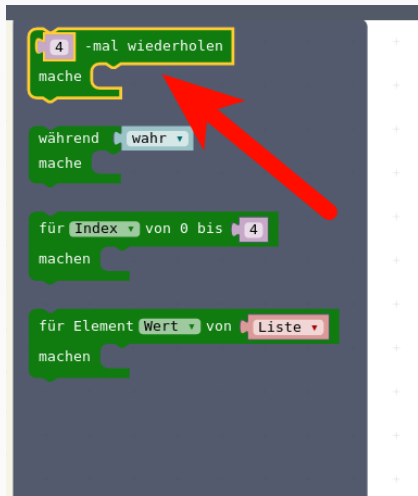 4 -mal wiederholen
mache
während wahr
mache
für Index von 0 bis 4
machen
für Element Wert von Liste
machen